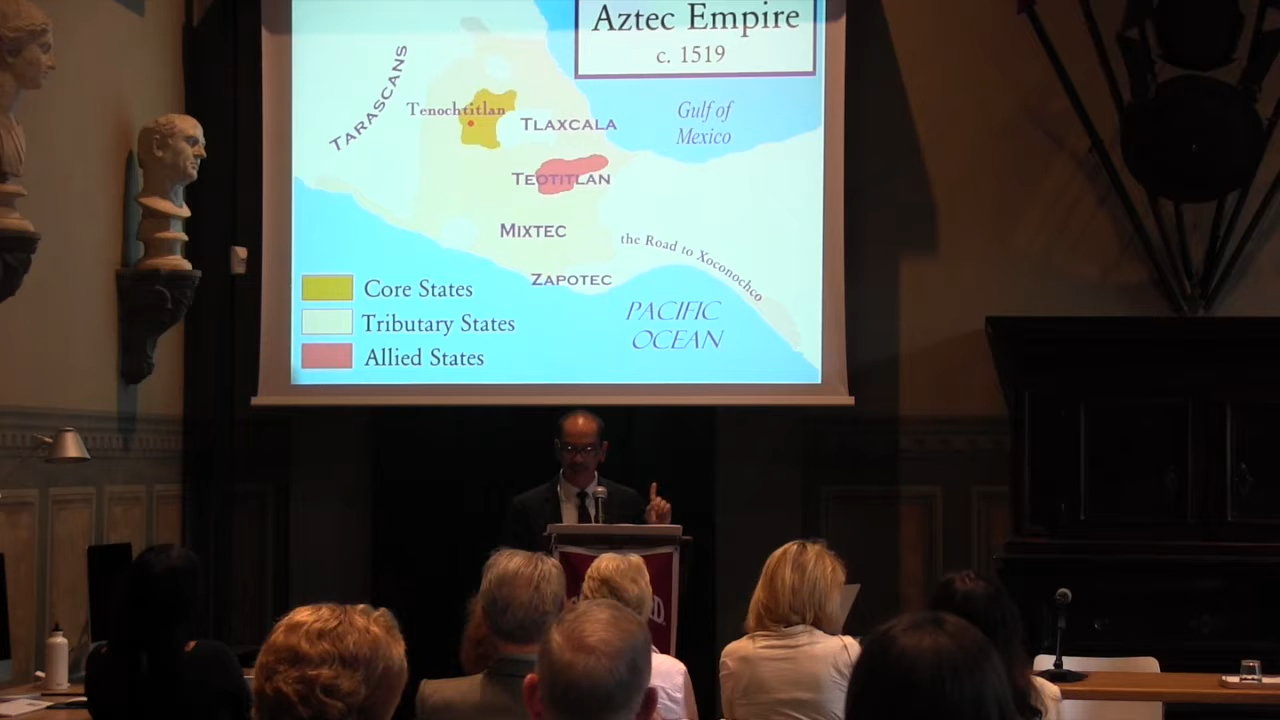 Aztec Empire
c. 1519
TARASCANS
Tenochtitlan
TLAXCALA
Gulf of
Mexico
TEOTITLAN
MIXTEC
the Road to Xoconochco
ZAPOTEC
Core States
Tributary States
Allied States
PACIFIC
OCEAN